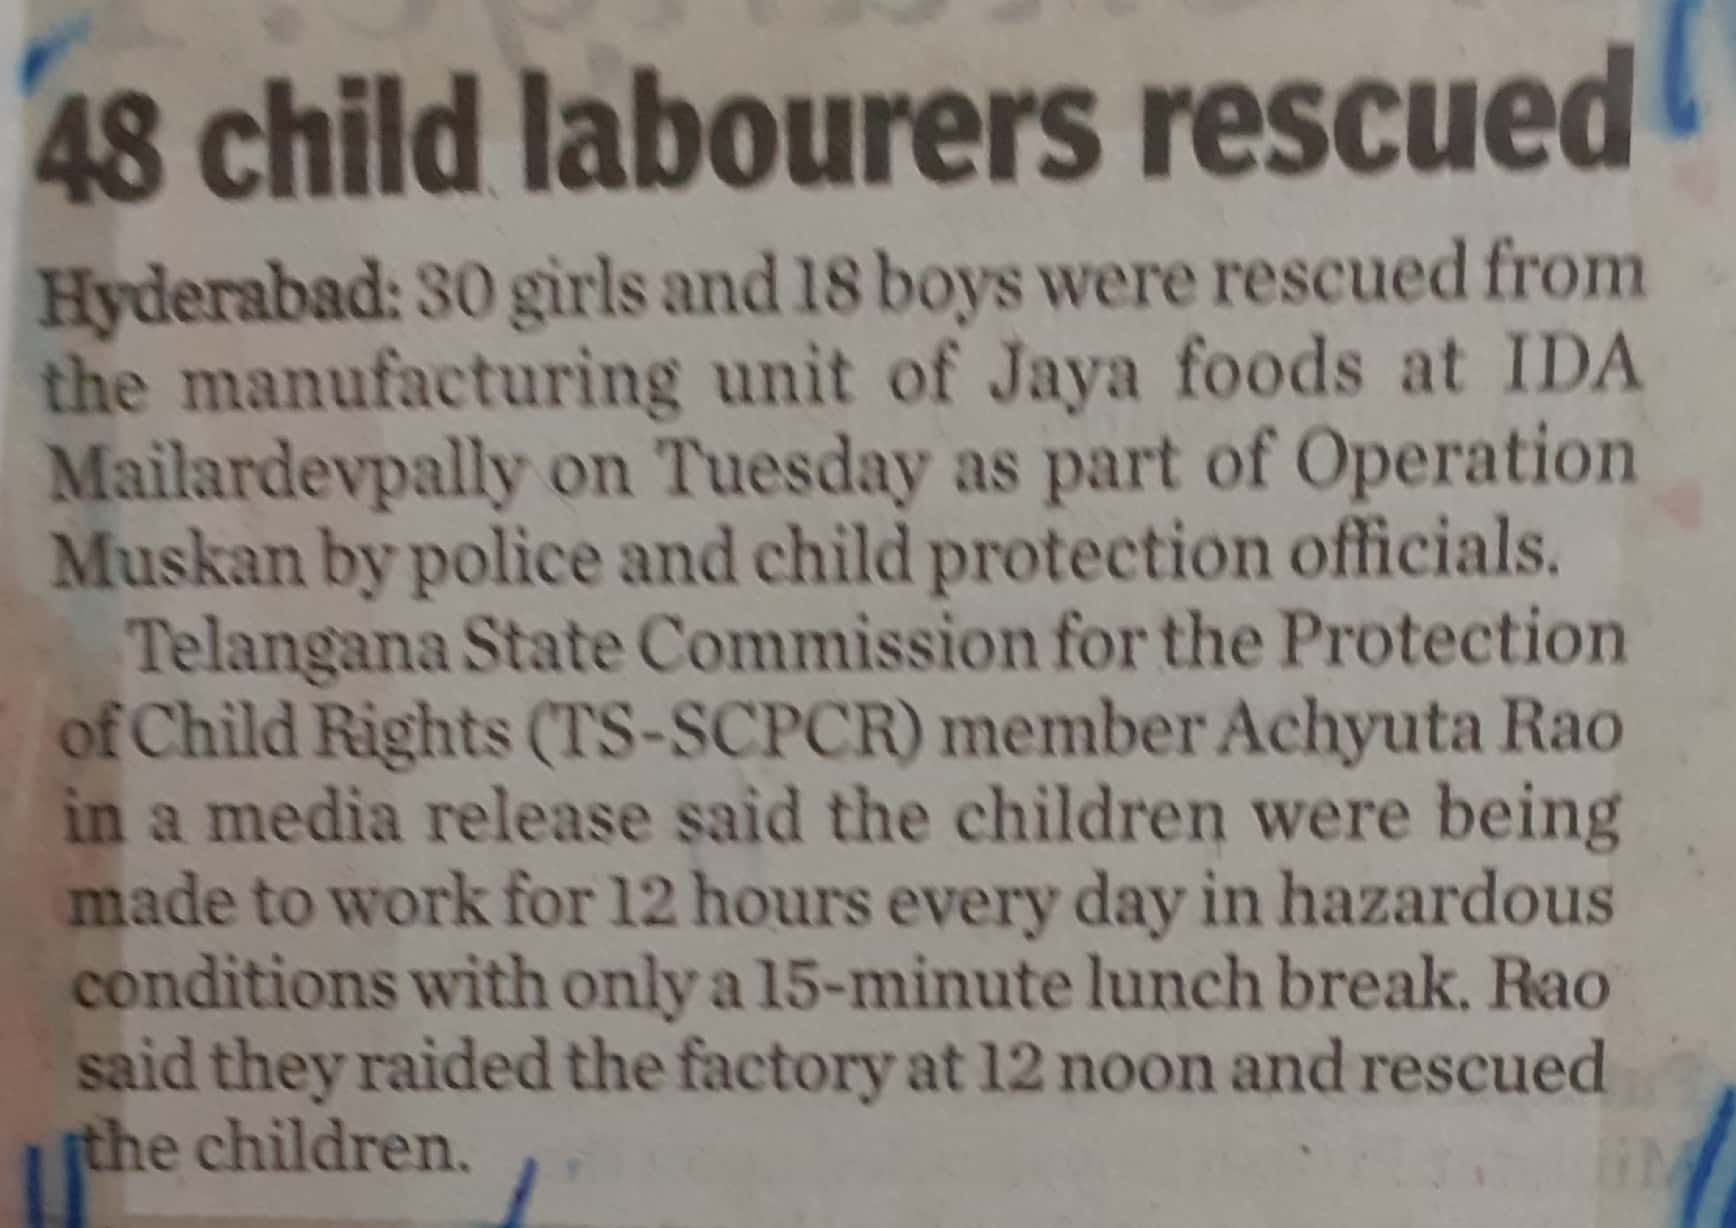 48 child labourers rescued
Hyderabad: 30 girls and 18 boys were rescued from
the manufacturing unit of Jaya foods at IDA
Mailardevpally on Tuesday as part of Operation
Muskan by police and child protection officials.
Telangana State Commission for the Protection
of Child Rights (TS-SCPCR) member Achyuta Rao
in a media release said the children were being
made to work for 12 hours every day in hazardous
conditions with only a 15-minute lunch break. Rao
said they raided the factory at 12 noon and rescued
the children.